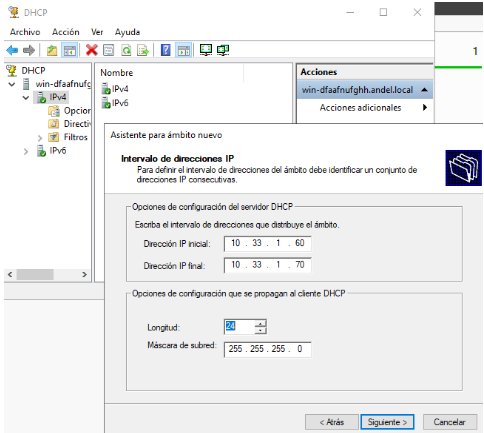 DHCP
Archivo Acción Ver Ayuda
1
DHCP
win-dfaafnufg
IPv4
Opcior
Directiv
Filtros
IPv6
Nombre
IPv4
IPv6
Acciones
win-dfaafnufghh.andel.local
Acciones adicionales
Asistente para ámbito nuevo
Intervalo de direcciones IP
Para definir el intervalo de direcciones del ámbito debe identificar un conjunto de
direcciones IP consecutivas.
Opciones de configuración del servidor DHCP
Escriba el intervalo de direcciones que distribuye el ámbito.
Dirección IP inicial: 10 . 33 . 1 . 60
Dirección IP final: 10 . 33 . 1 . 70
Opciones de configuración que se propagan al cliente DHCP
Longitud: 24
Máscara de subred: 255 . 255 . 255 . 0
< Atrás Siguiente > Cancelar